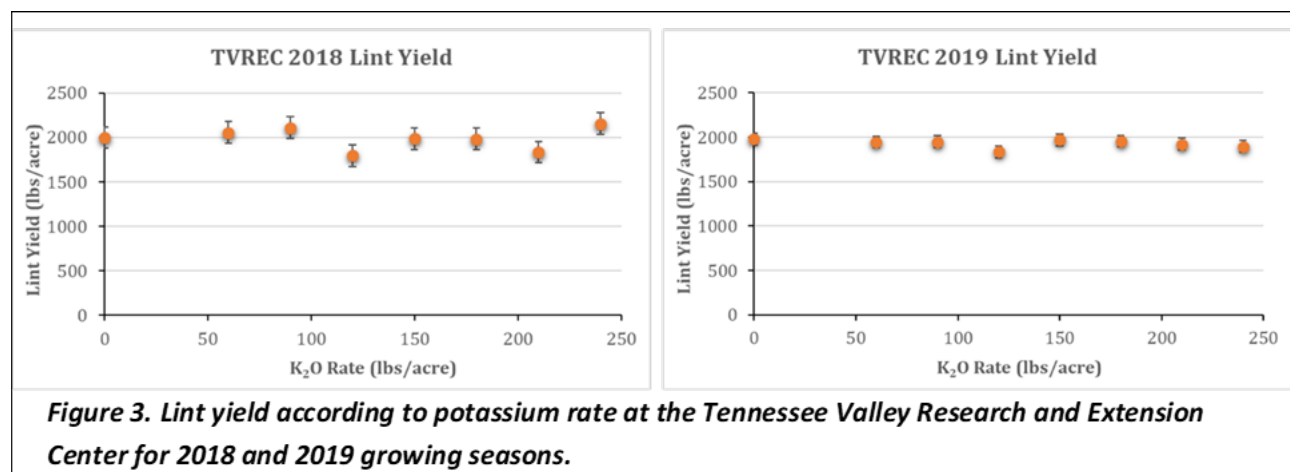 TVREC 2018 Lint Yield
2500
2000
1500
1000
500
0
Lint Yield (lbs/acre)
0 50 100 150 200 250
K₂O Rate (lbs/acre)
TVREC 2019 Lint Yield
2500
2000
1500
1000
500
0
Lint Yield (lbs/acre)
0 50 100 150 200 250
K₂O Rate (lbs/acre)
Figure 3. Lint yield according to potassium rate at the Tennessee Valley Research and Extension
Center for 2018 and 2019 growing seasons.